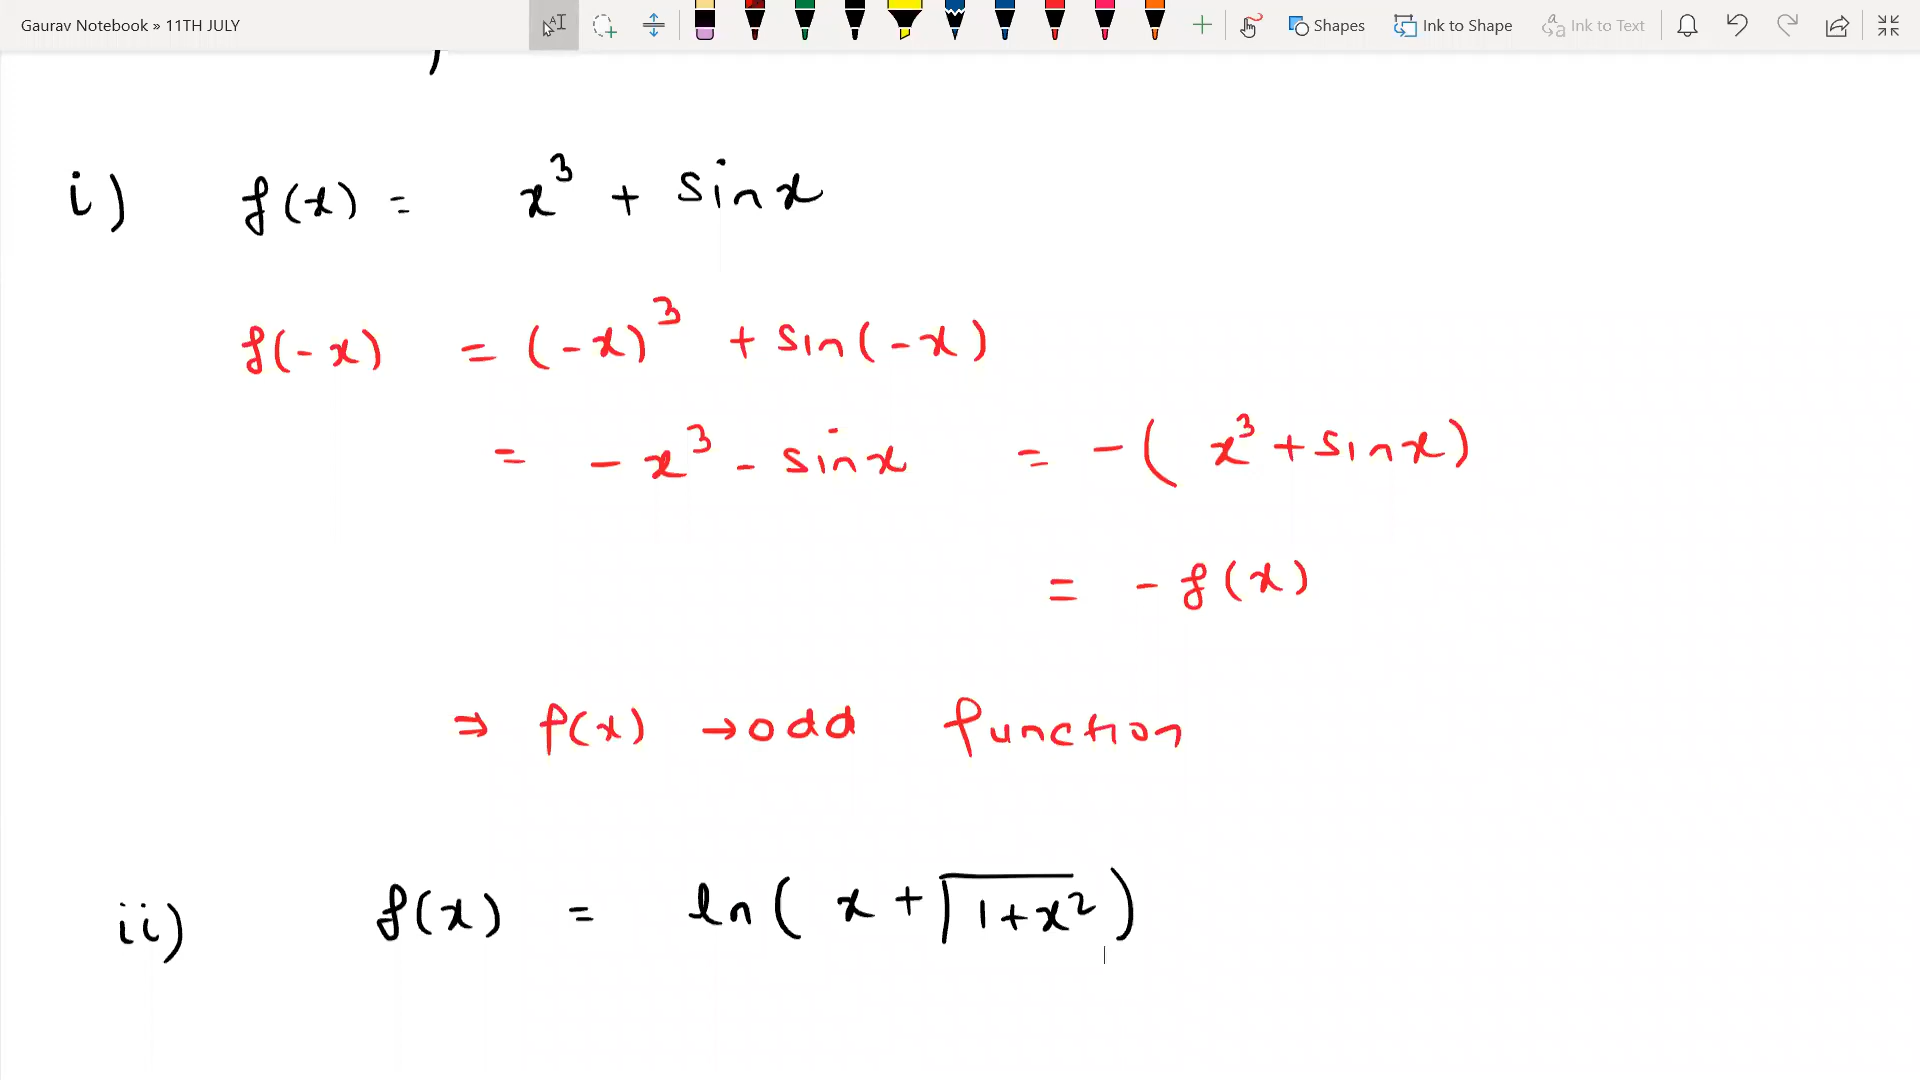 Gaurav Notebook » 11TH JULY
Shapes Ink to Shape Ink to Text
i) f(x) = x³ + sinx
f(-x) = (-x)³ + sin(-x)
= - x³ - sinx = -( x³ + sinx)
= - f(x)
⇒ f(x) → odd function
ii) f(x) = ln( x + √1+x² )